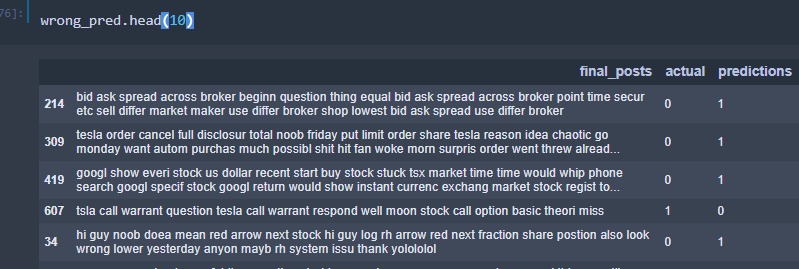 76]:
wrong_pred.head(10)
final_posts actual predictions
214 bid ask spread across broker beginn question thing equal bid ask spread across broker point time secur 0 1
etc sell differ market maker use differ broker shop lowest bid ask spread use differ broker
309 tesla order cancel full disclosur total noob friday put limit order share tesla reason idea chaotic go 0 1
monday want autom purchas much possibl shit hit fan woke morn surpris order went threw alread...
419 googl show everi stock us dollar recent start buy stock stuck tsx market time time would whip phone 0 1
search googl specif stock googl return would show instant currenc exchang market stock regist to...
607 tsla call warrant question tesla call warrant respond well moon stock call option basic theori miss 1 0
34 hi guy noob doea mean red arrow next stock hi guy log rh arrow red next fraction share postion also look 0 1
wrong lower yesterday anyon mayb rh system issu thank yolololol